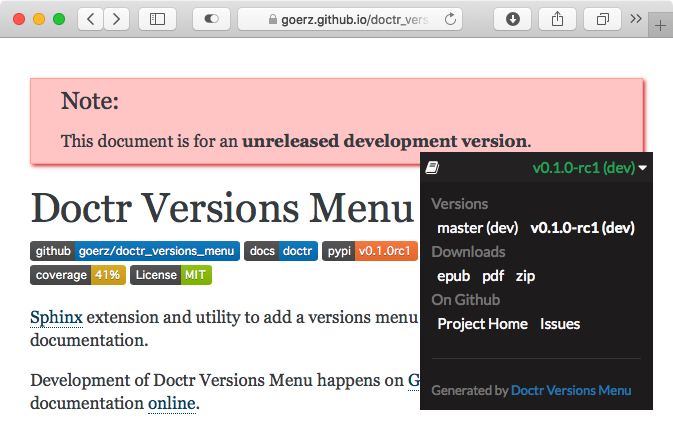 goerz.github.io/doctr_vers
Note:
This document is for an unreleased development version.
v0.1.0-rc1 (dev)
Doctr Versions Menu
Versions
master (dev) v0.1.0-rc1 (dev)
github goerz/doctr_versions_menu docs doctr pypi v0.1.0rc1
Downloads
coverage 41% License MIT
epub pdf zip
On Github
Sphinx extension and utility to add a versions menu
Project Home Issues
documentation.
Development of Doctr Versions Menu happens on G
Generated by Doctr Versions Menu
documentation online.